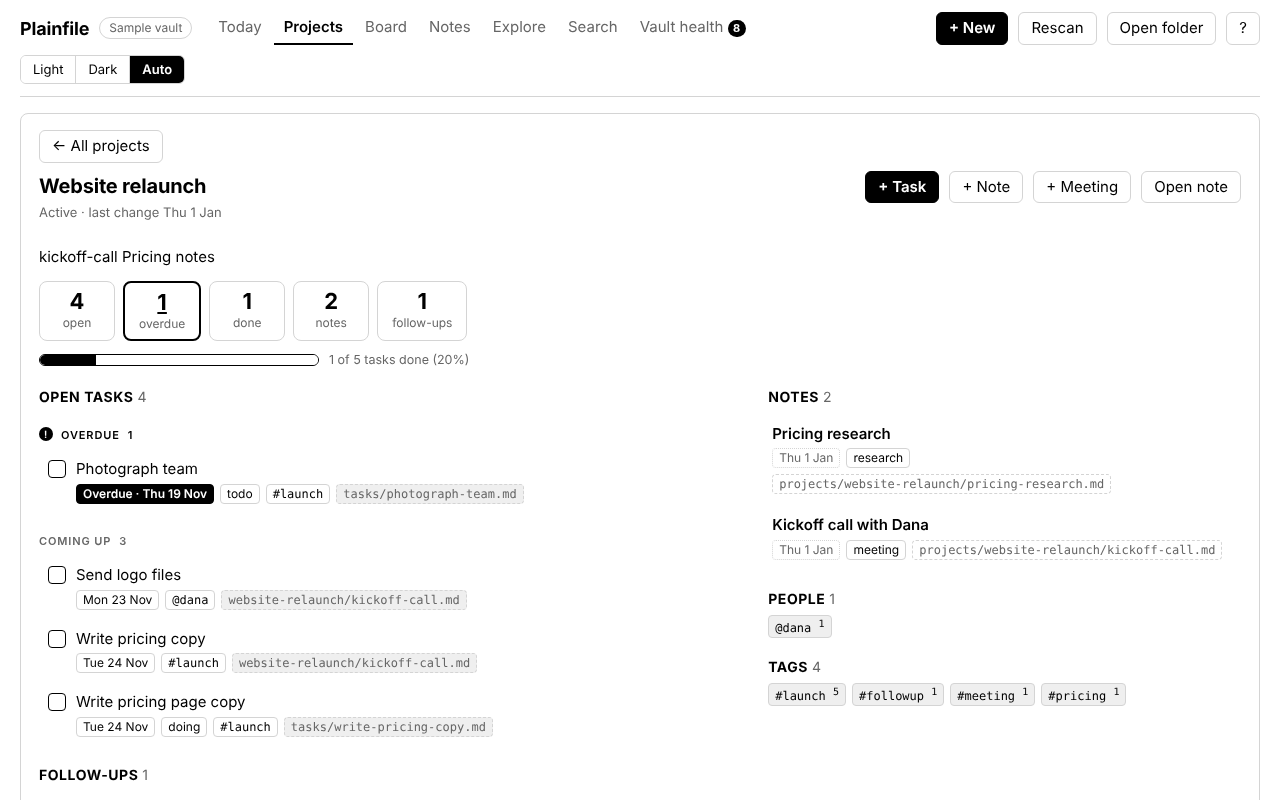 Plainfile Sample vault Today Projects Board Notes Explore Search Vault health 8 + New Rescan Open folder ?
Light Dark Auto
← All projects
Website relaunch
+ Task + Note + Meeting Open note
Active · last change Thu 1 Jan
kickoff-call Pricing notes
4 open
1 overdue
1 done
2 notes
1 follow-ups
1 of 5 tasks done (20%)
OPEN TASKS 4
! OVERDUE 1
Photograph team
Overdue · Thu 19 Nov todo #launch tasks/photograph-team.md
COMING UP 3
Send logo files
Mon 23 Nov @dana website-relaunch/kickoff-call.md
Write pricing copy
Tue 24 Nov #launch website-relaunch/kickoff-call.md
Write pricing page copy
Tue 24 Nov doing #launch tasks/write-pricing-copy.md
FOLLOW-UPS 1
NOTES 2
Pricing research
Thu 1 Jan research
projects/website-relaunch/pricing-research.md
Kickoff call with Dana
Thu 1 Jan meeting projects/website-relaunch/kickoff-call.md
PEOPLE 1
@dana 1
TAGS 4
#launch 5 #followup 1 #meeting 1 #pricing 1